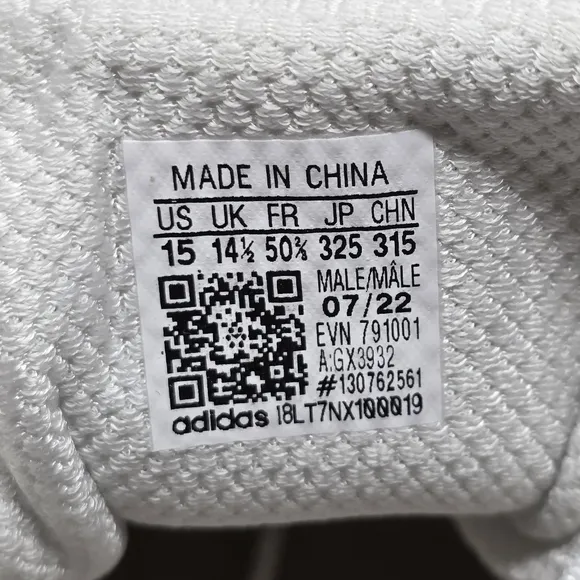 MADE IN CHINA
US UK FR JP CHN
15 14½ 50⅔ 325 315
MALE/MÂLE
07/22
EVN 791001
A:GX3932
#130762561
adidas 18LT7NX100019